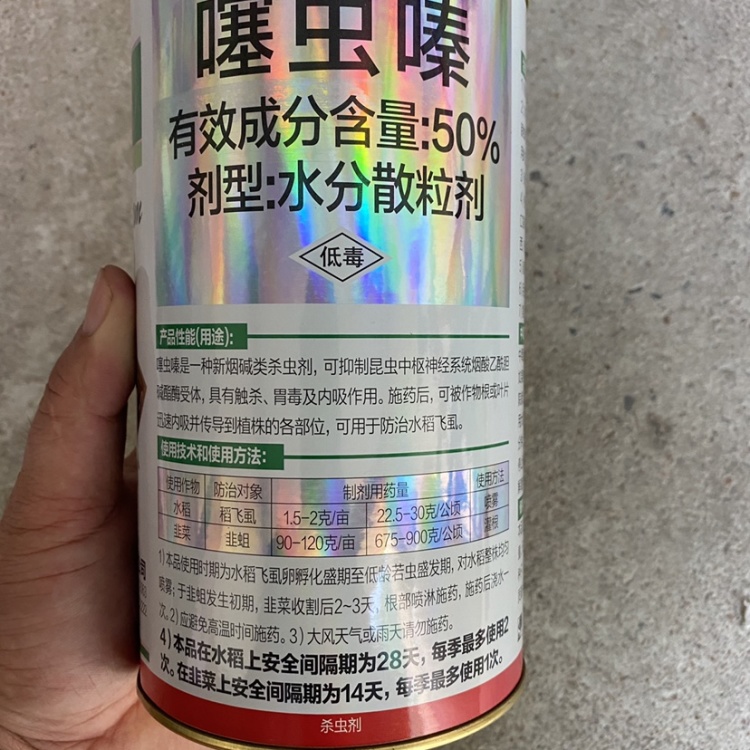 噻虫嗪
有效成分含量:50%
剂型:水分散粒剂
低毒
产品性能(用途):
噻虫嗪是一种新烟碱类杀虫剂，可抑制昆虫中枢神经系统烟酸乙酰胆
碱酯酶受体，具有触杀、胃毒及内吸作用。施药后，可被作物根或叶片
迅速内吸并传导到植株的各部位，可用于防治水稻飞虱。
使用技术和使用方法:
使用作物 防治对象 制剂用药量 使用方法
水稻 稻飞虱 1.5-2克/亩 22.5-30克/公顷 喷雾
韭菜 韭蛆 90-120克/亩 675-900克/公顷 灌根
1)本品使用时期为水稻飞虱卵孵化盛期至低龄若虫盛发期，对水稻整株均匀
喷雾;于韭蛆发生初期，韭菜收割后2~3天，根部喷淋施药，施药后浇水一
次。2)应避免高温时间施药。3)大风天气或雨天请勿施药。
4)本品在水稻上安全间隔期为28天，每季最多使用2
次。在韭菜上安全间隔期为14天，每季最多使用1次。
杀虫剂